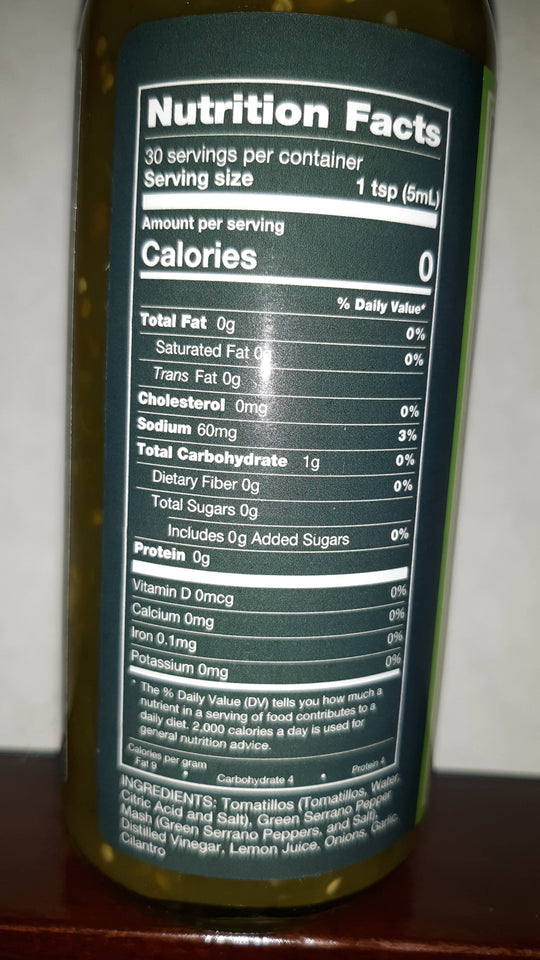 Nutrition Facts
30 servings per container
Serving size 1 tsp (5mL)
Amount per serving
Calories 0
% Daily Value*
Total Fat 0g 0%
Saturated Fat 0g 0%
Trans Fat 0g
Cholesterol 0mg 0%
Sodium 60mg 3%
Total Carbohydrate 1g 0%
Dietary Fiber 0g 0%
Total Sugars 0g
Includes 0g Added Sugars 0%
Protein 0g
Vitamin D 0mcg 0%
Calcium 0mg 0%
Iron 0.1mg 0%
Potassium 0mg 0%
* The % Daily Value (DV) tells you how much a
nutrient in a serving of food contributes to a
daily diet. 2,000 calories a day is used for
general nutrition advice.
Calories per gram
Fat 9 • Carbohydrate 4 • Protein 4
INGREDIENTS: Tomatillos (Tomatillos, Water,
Citric Acid and Salt), Green Serrano Pepper
Mash (Green Serrano Peppers, and Salt),
Distilled Vinegar, Lemon Juice, Onions, Garlic,
Cilantro